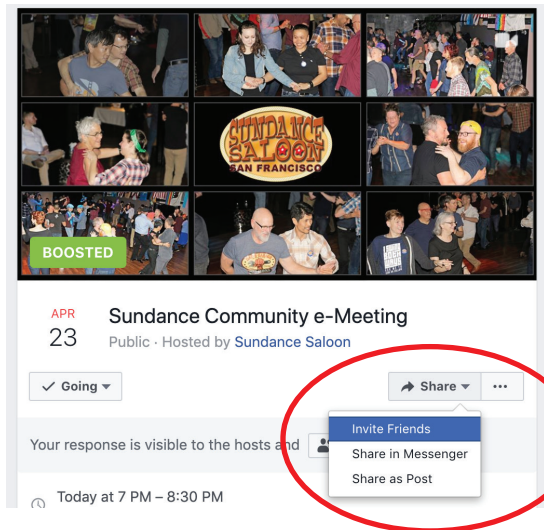 SUNDANCE
SALOON
SAN FRANCISCO
BOOSTED
APR
23
Sundance Community e-Meeting
Public · Hosted by Sundance Saloon
Going
Share
Invite Friends
Your response is visible to the hosts and
Share in Messenger
Share as Post
Today at 7 PM – 8:30 PM